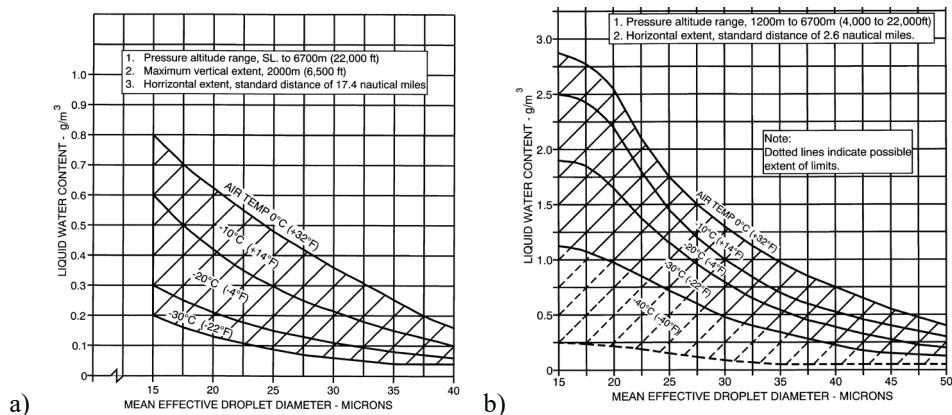 1. Pressure altitude range, SL. to 6700m (22,000 ft)
2. Maximum vertical extent, 2000m (6,500 ft)
3. Horrizontal extent, standard distance of 17.4 nautical miles
LIQUID WATER CONTENT - g/m³
1.0
0.8
0.7
0.6
0.5
0.4
0.3
0.2
0.1
0
AIR TEMP 0°C (+32°F)
-10°C (+14°F)
-20°C (-4°F)
-30°C (-22°F)
15
20
25
30
35
40
MEAN EFFECTIVE DROPLET DIAMETER - MICRONS
a)
1. Pressure altitude range, 1200m to 6700m (4,000 to 22,000ft)
2. Horizontal extent, standard distance of 2.6 nautical miles.
LIQUID WATER CONTENT - g/m³
3.0
2.5
2.0
1.5
1.0
0.5
0
Note:
Dotted lines indicate possible
extent of limits.
AIR TEMP 0°C (+32°F)
-10°C (+14°F)
-20°C (-4°F)
-30°C (-22°F)
-40°C (-40°F)
15
20
25
30
35
40
45
50
MEAN EFFECTIVE DROPLET DIAMETER - MICRONS
b)